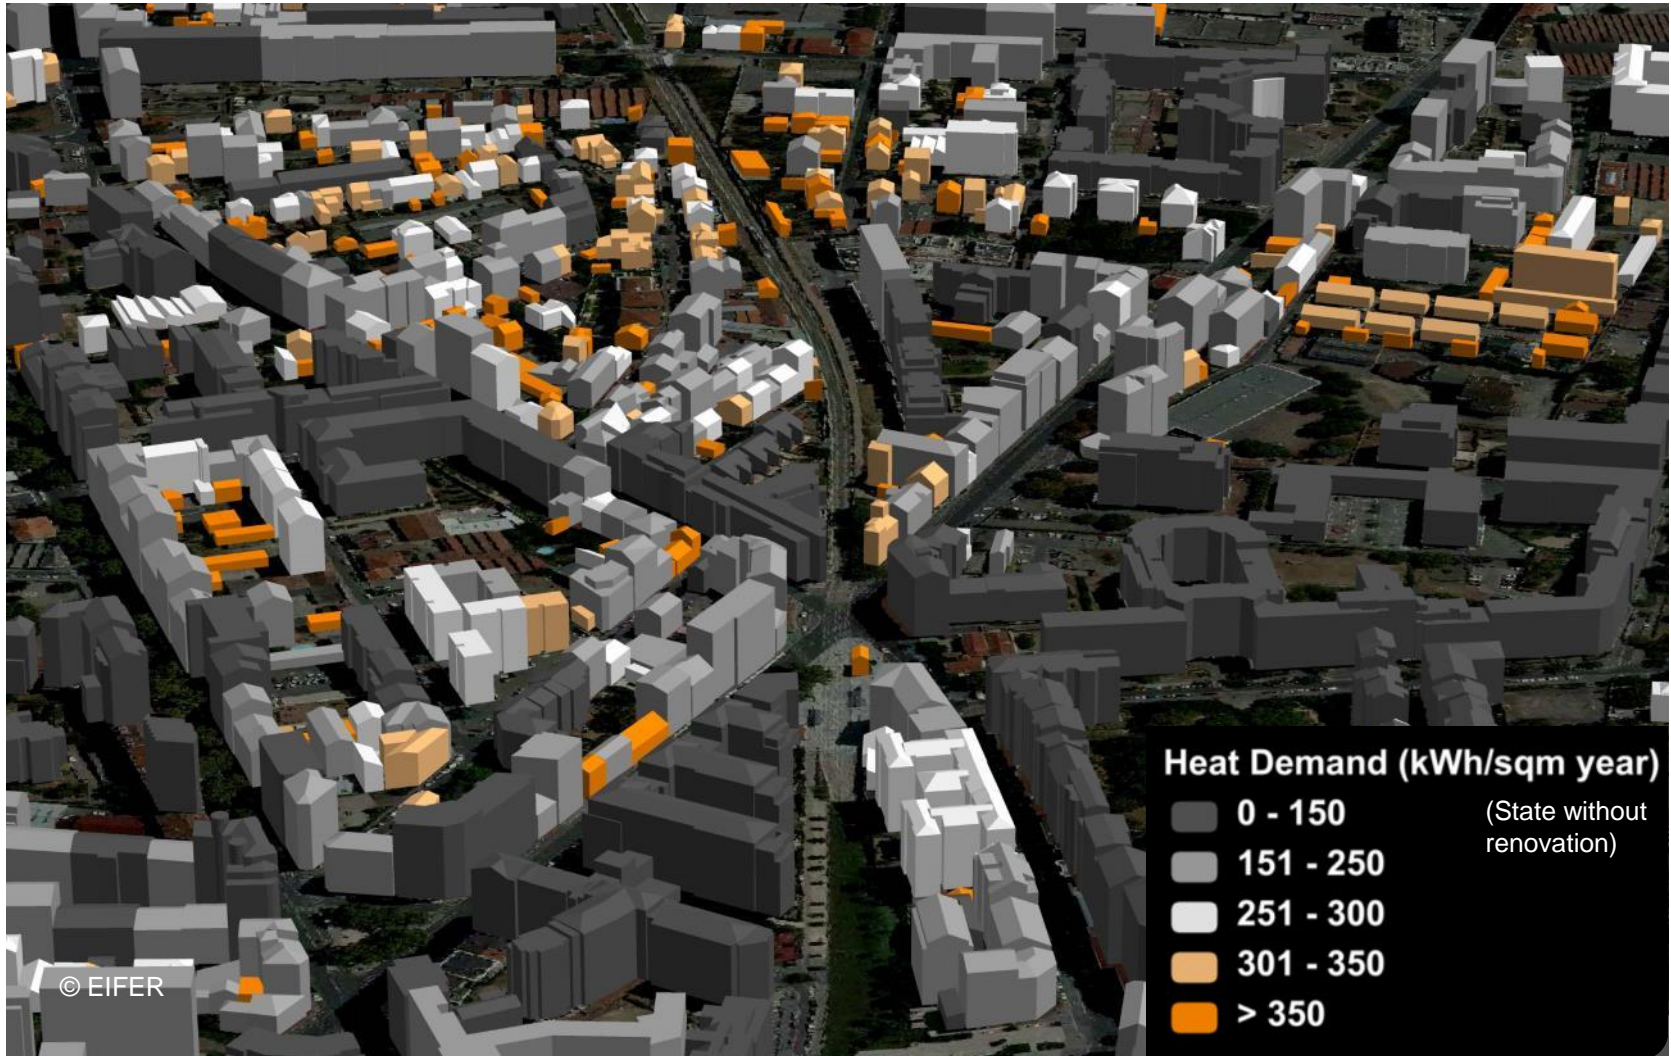 Heat Demand (kWh/sqm year)
0 - 150
(State without
renovation)
151 - 250
251 - 300
301 - 350
> 350
© EIFER